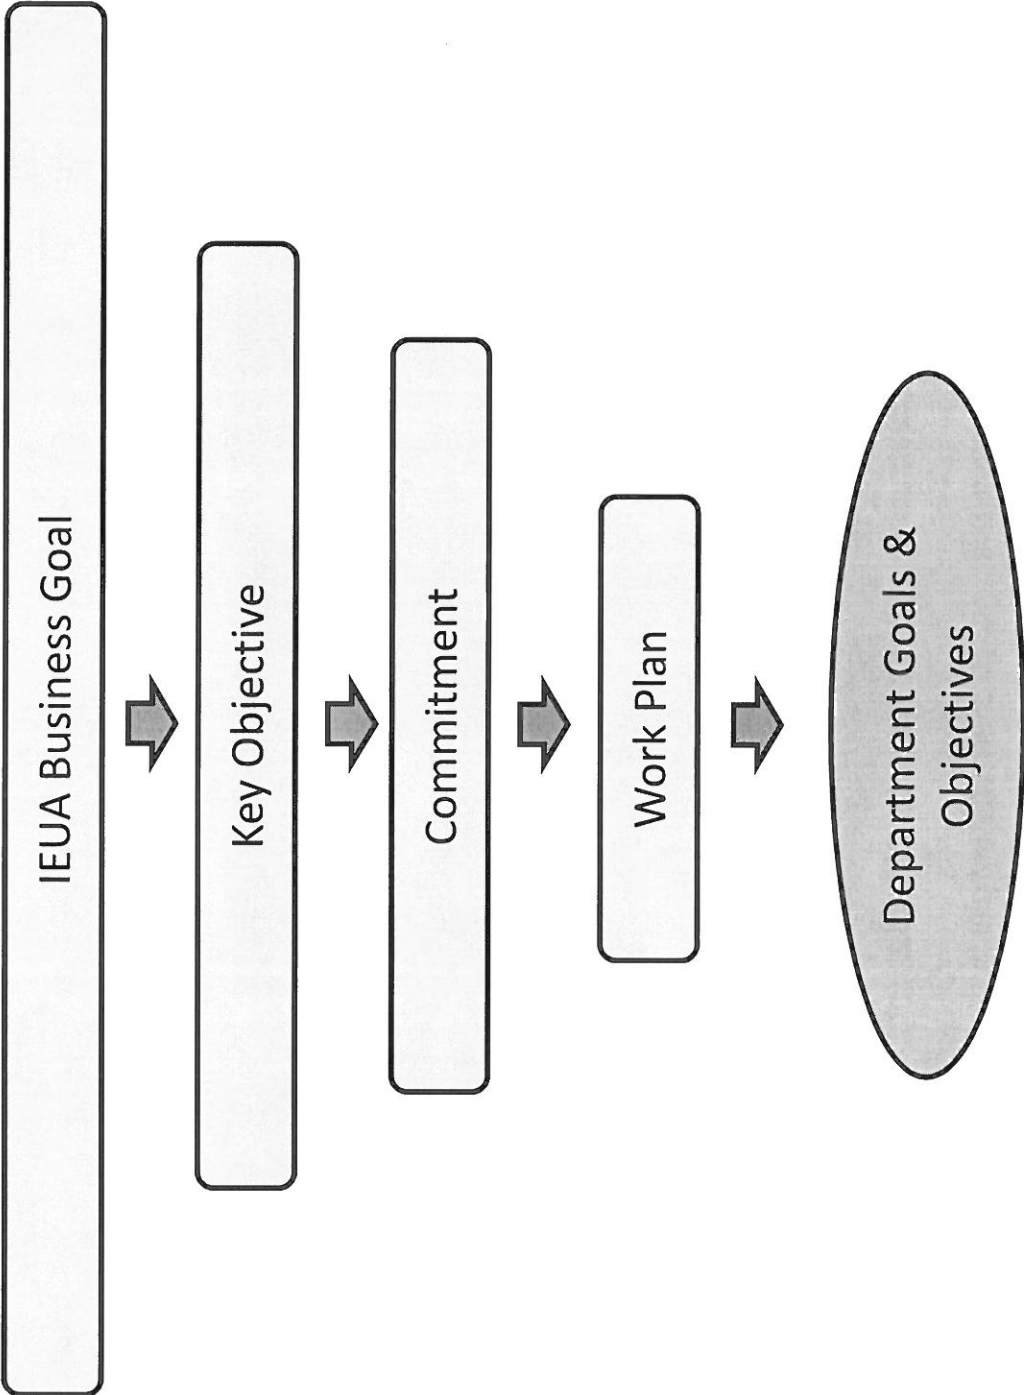 IEUA Business Goal
Key Objective
Commitment
Work Plan
Department Goals &
Objectives